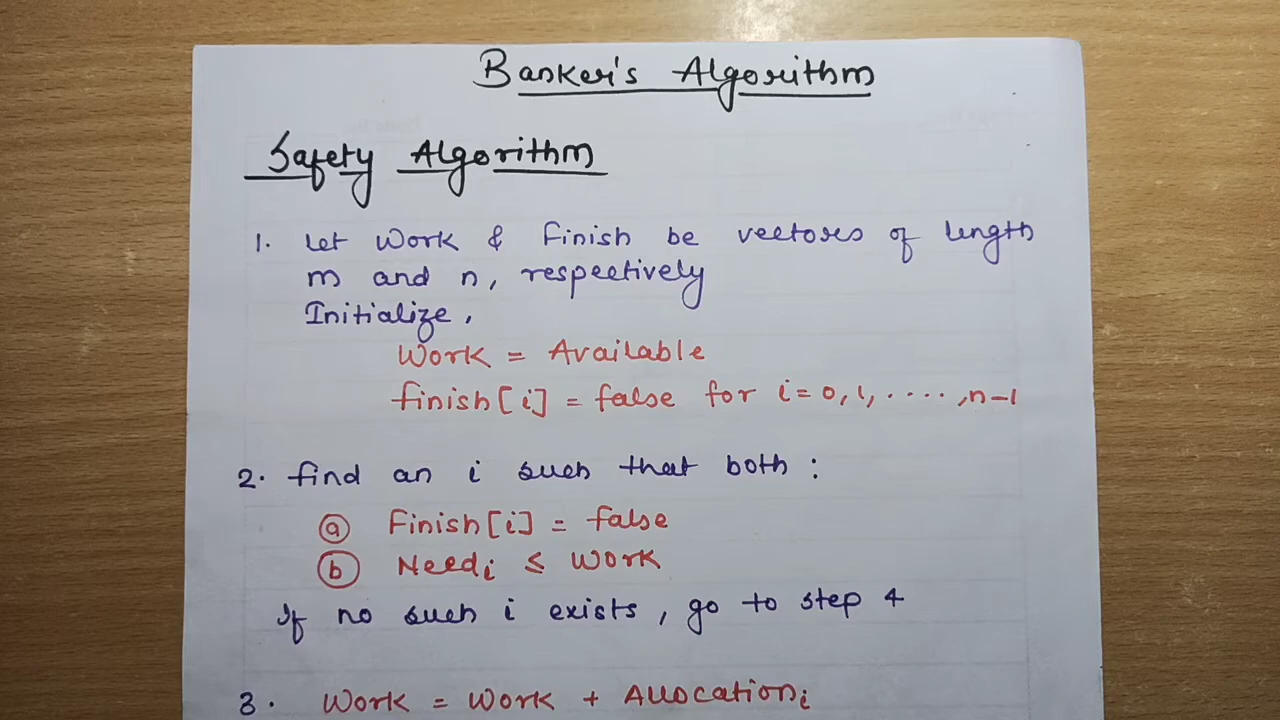 Banker's Algorithm
Safety Algorithm
1. Let Work & Finish be vectores of length
m and n, respectively
Initialize,
Work = Available
finish[i] = false for i=0,1,.....,n-1
2. find an i such that both :
(a) Finish[i] = false
(b) Needi ≤ Work
If no such i exists, go to step 4
3. Work = Work + Allocationi